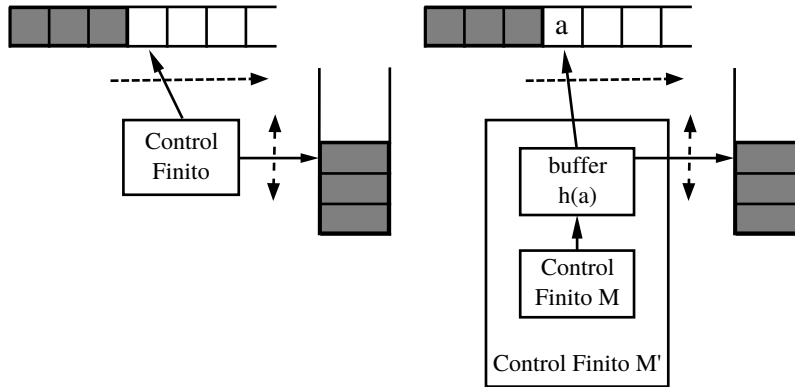 a
Control
Finito
buffer
h(a)
Control
Finito M
Control Finito M'